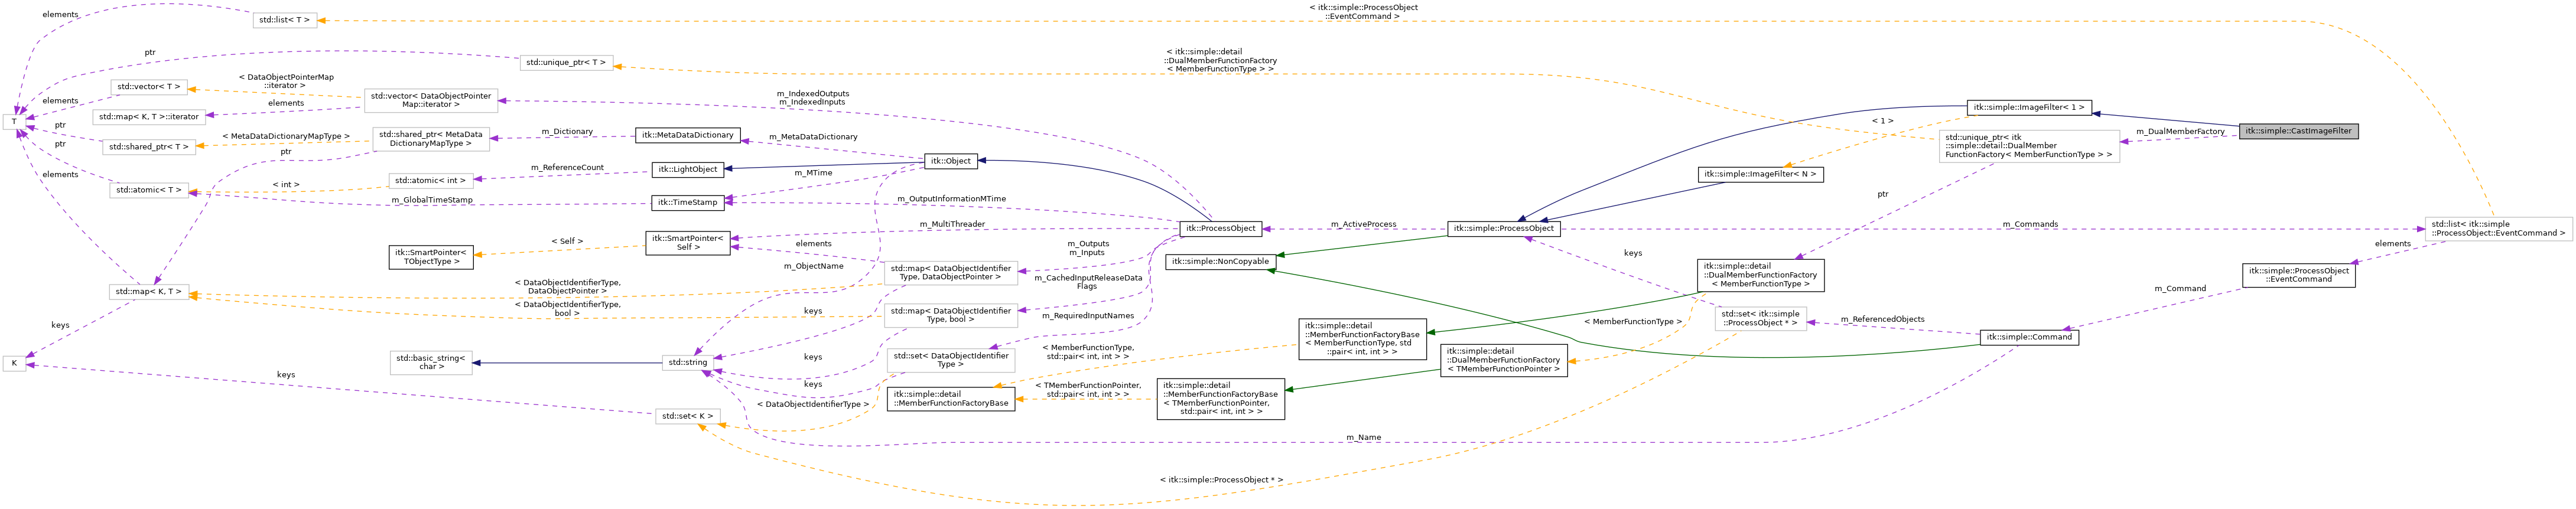 elements
std::list< T >
< itk::simple::ProcessObject
::EventCommand >
ptr
std::unique_ptr< T >
< itk::simple::detail
::DualMemberFunctionFactory
< MemberFunctionType > >
std::vector< T >
< DataObjectPointerMap
::iterator >
std::vector< DataObjectPointer
Map::iterator >
m_IndexedOutputs
m_IndexedInputs
elements
elements
std::map< K, T >::iterator
T
ptr
ptr
std::shared_ptr< T >
< MetaDataDictionaryMapType >
ptr
std::shared_ptr< MetaData
DictionaryMapType >
m_Dictionary
itk::MetaDataDictionary
m_MetaDataDictionary
itk::simple::ImageFilter< 1 >
< 1 >
itk::simple::CastImageFilter
m_DualMemberFactory
std::unique_ptr< itk
::simple::detail::DualMember
FunctionFactory< MemberFunctionType > >
elements
std::atomic< T >
< int >
std::atomic< int >
m_ReferenceCount
itk::LightObject
itk::Object
m_MTime
itk::simple::ImageFilter< N >
m_GlobalTimeStamp
itk::TimeStamp
m_OutputInformationMTime
ptr
m_MultiThreader
itk::ProcessObject
m_ActiveProcess
itk::simple::ProcessObject
m_Commands
std::list< itk::simple
::ProcessObject::EventCommand >
itk::SmartPointer<
TObjectType >
< Self >
itk::SmartPointer<
Self >
elements
m_ObjectName
m_Outputs
m_Inputs
itk::simple::NonCopyable
keys
elements
std::map< DataObjectIdentifier
Type, DataObjectPointer >
itk::simple::detail
::DualMemberFunctionFactory
< MemberFunctionType >
itk::simple::ProcessObject
::EventCommand
std::map< K, T >
< DataObjectIdentifierType,
DataObjectPointer >
m_CachedInputReleaseData
Flags
m_Command
< DataObjectIdentifierType,
bool >
keys
std::map< DataObjectIdentifier
Type, bool >
m_RequiredInputNames
< MemberFunctionType >
std::set< itk::simple
::ProcessObject * >
m_ReferencedObjects
itk::simple::Command
keys
itk::simple::detail
::MemberFunctionFactoryBase
< MemberFunctionType, std
::pair< int, int > >
< MemberFunctionType,
std::pair< int, int > >
K
std::basic_string<
char >
std::string
keys
std::set< DataObjectIdentifier
Type >
itk::simple::detail
::DualMemberFunctionFactory
< TMemberFunctionPointer >
keys
keys
itk::simple::detail
::MemberFunctionFactoryBase
< TMemberFunctionPointer,
std::pair< int, int > >
itk::simple::detail
::MemberFunctionFactoryBase
< TMemberFunctionPointer,
std::pair< int, int > >
< DataObjectIdentifierType >
std::set< K >
m_Name
< itk::simple::ProcessObject * >